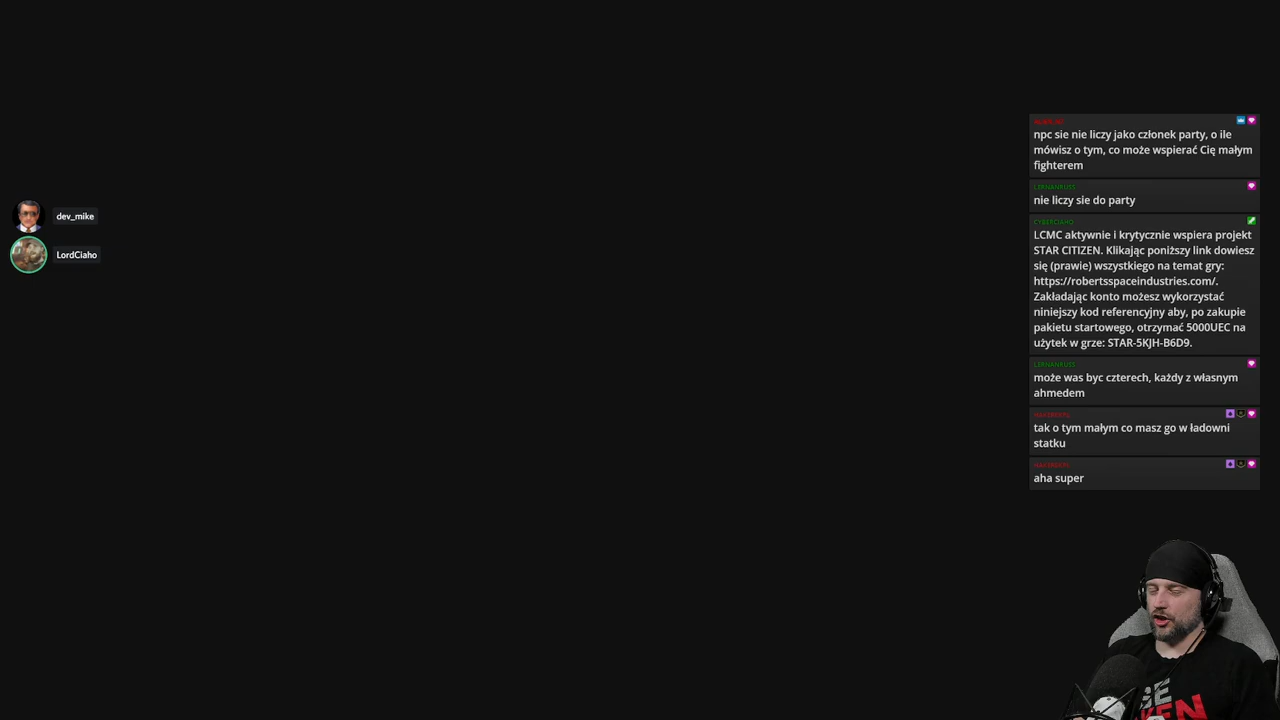 dev_mike
LordCiaho
npc sie nie liczy jako członek party, o ile
mówisz o tym, co może wspierać Cię małym
fighterem
LERNANRUSS
nie liczy sie do party
CYBERCIAHO
LCMC aktywnie i krytycznie wspiera projekt
STAR CITIZEN. Klikając poniższy link dowiesz
się (prawie) wszystkiego na temat gry:
https://robertsspaceindustries.com/.
Zakładając konto możesz wykorzystać
niniejszy kod referencyjny aby, po zakupie
pakietu startowego, otrzymać 5000UEC na
użytek w grze: STAR-5KJH-B6D9.
LERNANRUSS
może was byc czterech, każdy z własnym
ahmedem
tak o tym małym co masz go w ładowni
statku
aha super